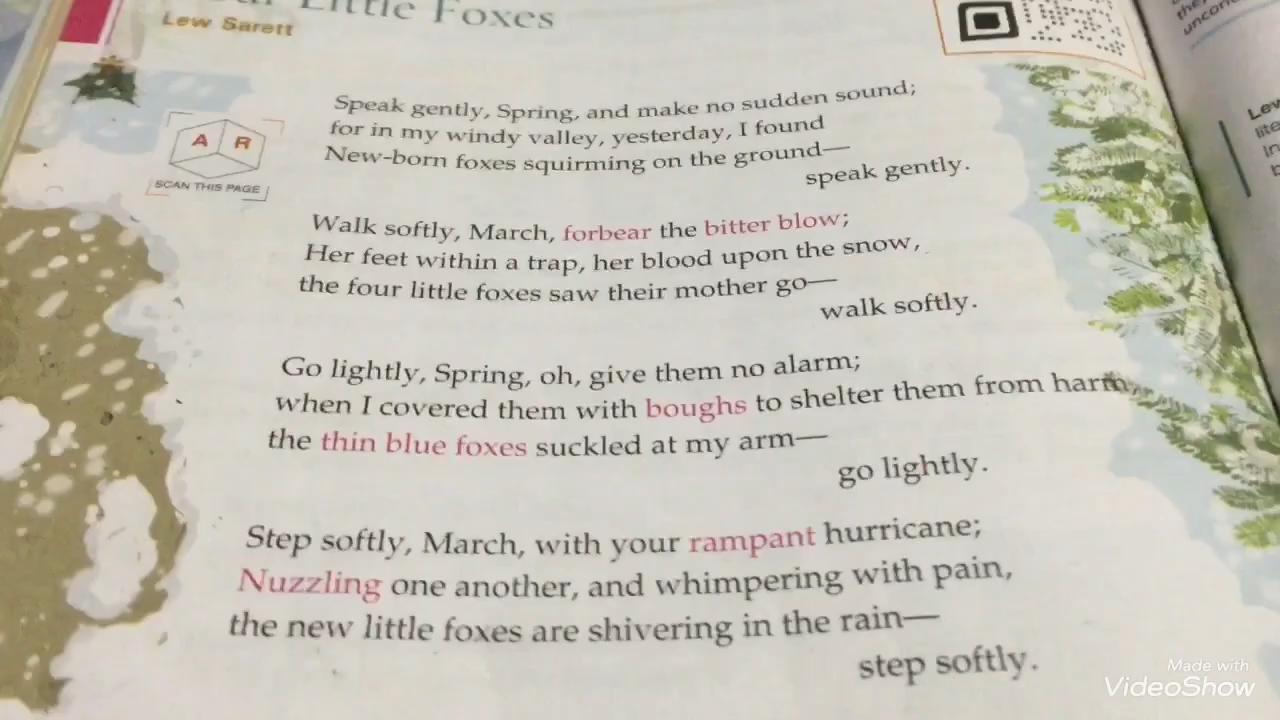 Little Foxes
Lew Sarett
A R
SCAN THIS PAGE
Speak gently, Spring, and make no sudden sound;
for in my windy valley, yesterday, I found
New-born foxes squirming on the ground—
speak gently.
Walk softly, March, forbear the bitter blow;
Her feet within a trap, her blood upon the snow,
the four little foxes saw their mother go—
walk softly.
Go lightly, Spring, oh, give them no alarm;
when I covered them with boughs to shelter them from harm,
the thin blue foxes suckled at my arm—
go lightly.
Step softly, March, with your rampant hurricane;
Nuzzling one another, and whimpering with pain,
the new little foxes are shivering in the rain—
step softly.
Made with
VideoShow